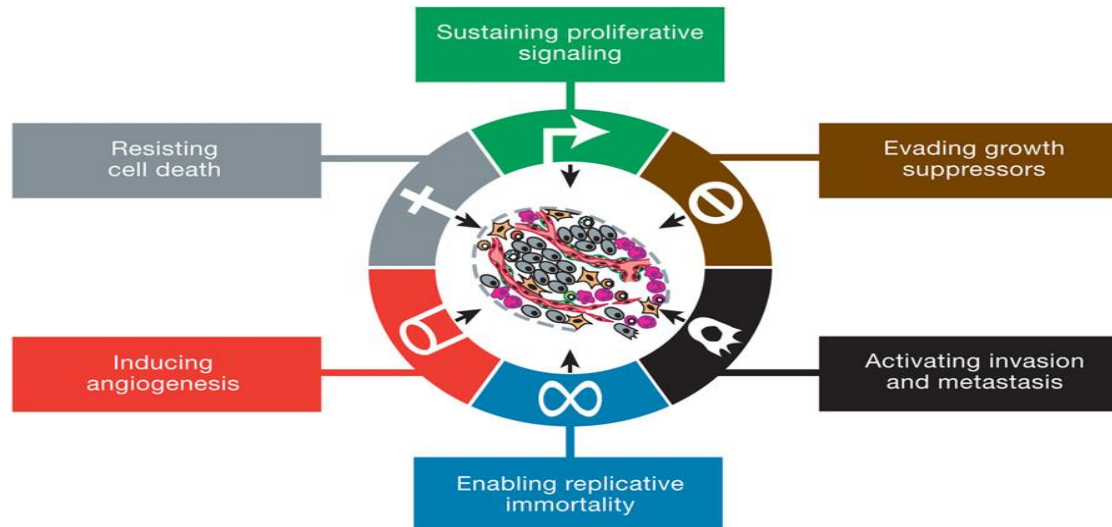 Sustaining proliferative
signaling
Resisting
cell death
Evading growth
suppressors
Inducing
angiogenesis
Activating invasion
and metastasis
Enabling replicative
immortality